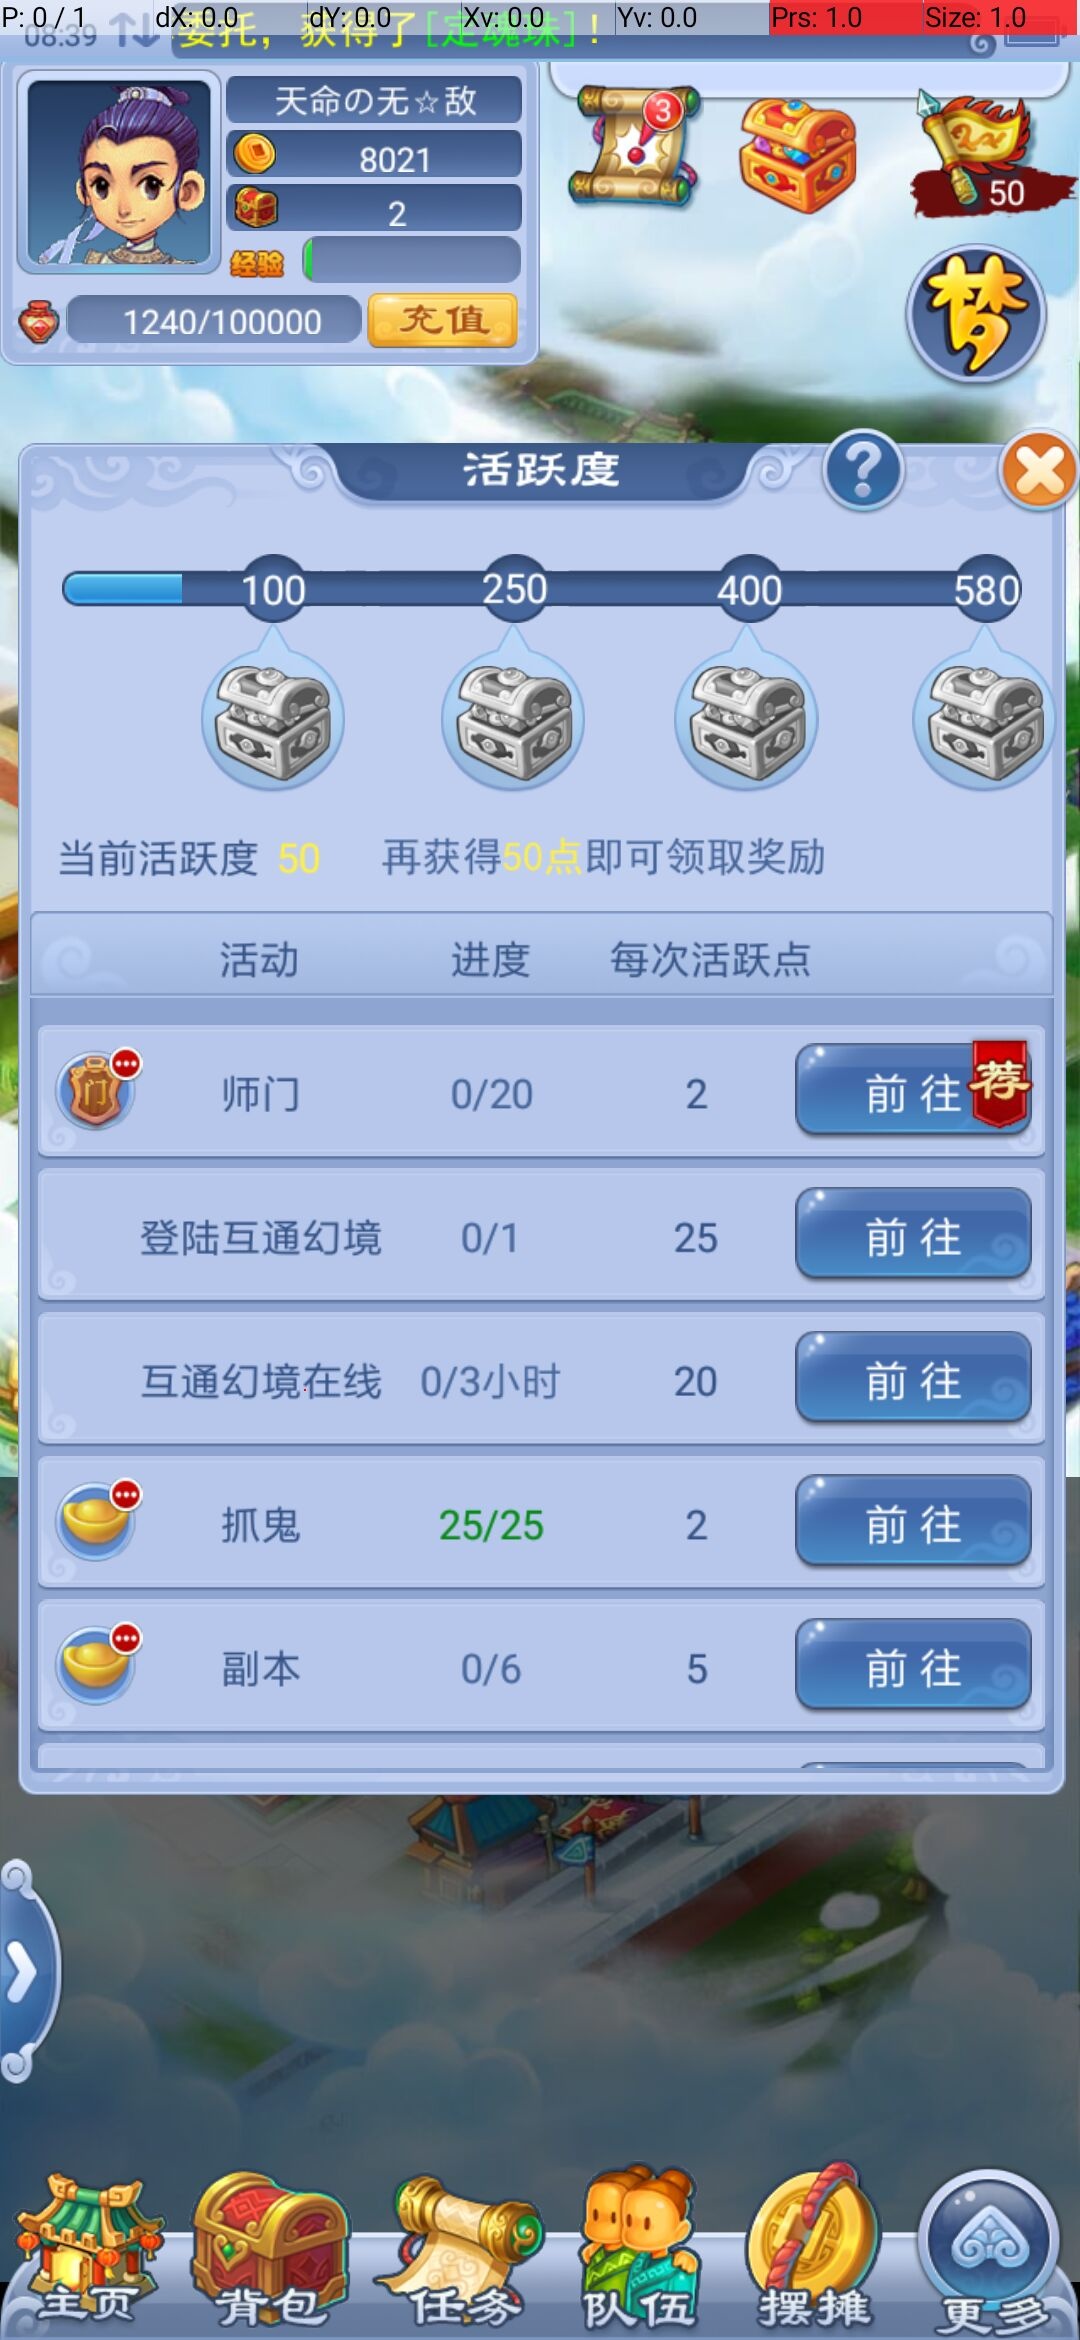 P: 0 / 1 dX: 0.0 dY: 0.0 Xv: 0.0 Yv: 0.0 Prs: 1.0 Size: 1.0
08:39 委托，获得了[定魂珠]！
天命の无☆敌
8021
2
经验
1240/100000 充值
3
50
梦
活跃度 ?
100 250 400 580
当前活跃度 50 再获得50点即可领取奖励
活动 进度 每次活跃点
门 师门 0/20 2 前往 荐
登陆互通幻境 0/1 25 前往
互通幻境在线 0/3小时 20 前往
抓鬼 25/25 2 前往
副本 0/6 5 前往
主页 背包 任务 队伍 摆摊 更多